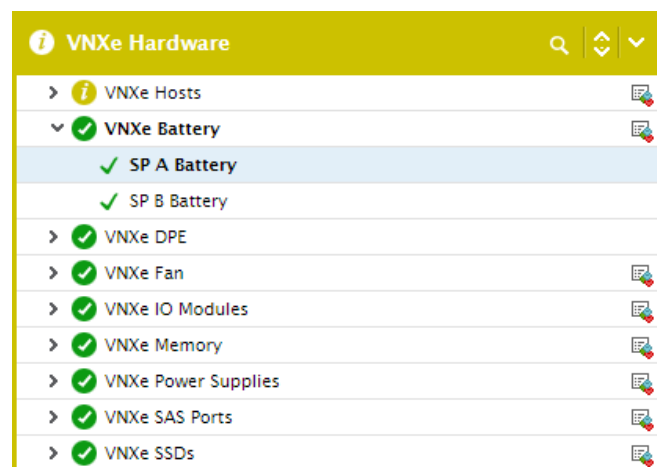 VNXe Hardware
VNXe Hosts
VNXe Battery
SP A Battery
SP B Battery
VNXe DPE
VNXe Fan
VNXe IO Modules
VNXe Memory
VNXe Power Supplies
VNXe SAS Ports
VNXe SSDs